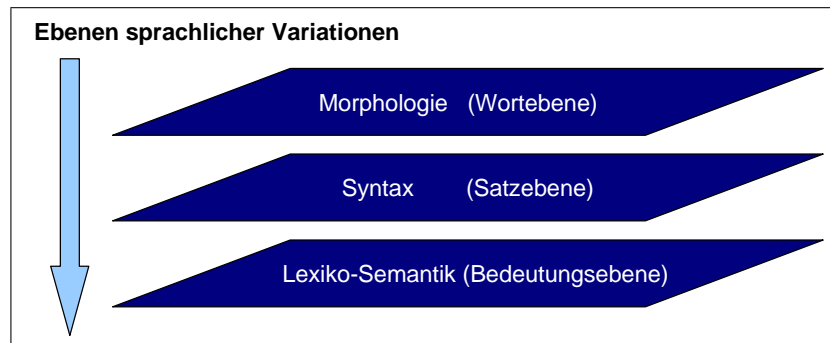 Ebenen sprachlicher Variationen
Morphologie (Wortebene)
Syntax (Satzebene)
Lexiko-Semantik (Bedeutungsebene)